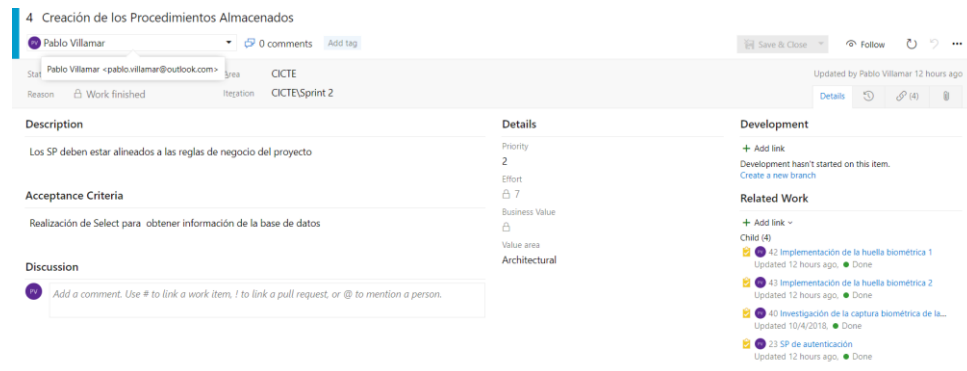 4 Creación de los Procedimientos Almacenados
PV Pablo Villamar
0 comments
Add tag
Save & Close
Follow
Pablo Villamar <pablo.villamar@outlook.com>
Stat
Area
CICTE
Updated by Pablo Villamar 12 hours ago
Reason
Work finished
Iteration
CICTE\Sprint 2
Details
(4)
Description
Los SP deben estar alineados a las reglas de negocio del proyecto
Acceptance Criteria
Realización de Select para obtener información de la base de datos
Discussion
PV
Add a comment. Use # to link a work item, ! to link a pull request, or @ to mention a person.
Details
Priority
2
Effort
7
Business Value
Value area
Architectural
Development
+ Add link
Development hasn't started on this item.
Create a new branch
Related Work
+ Add link
Child (4)
PV 42 Implementación de la huella biométrica 1
Updated 12 hours ago, ● Done
PV 43 Implementación de la huella biométrica 2
Updated 12 hours ago, ● Done
PV 40 Investigación de la captura biométrica de la...
Updated 10/4/2018, ● Done
PV 23 SP de autenticación
Updated 12 hours ago, ● Done